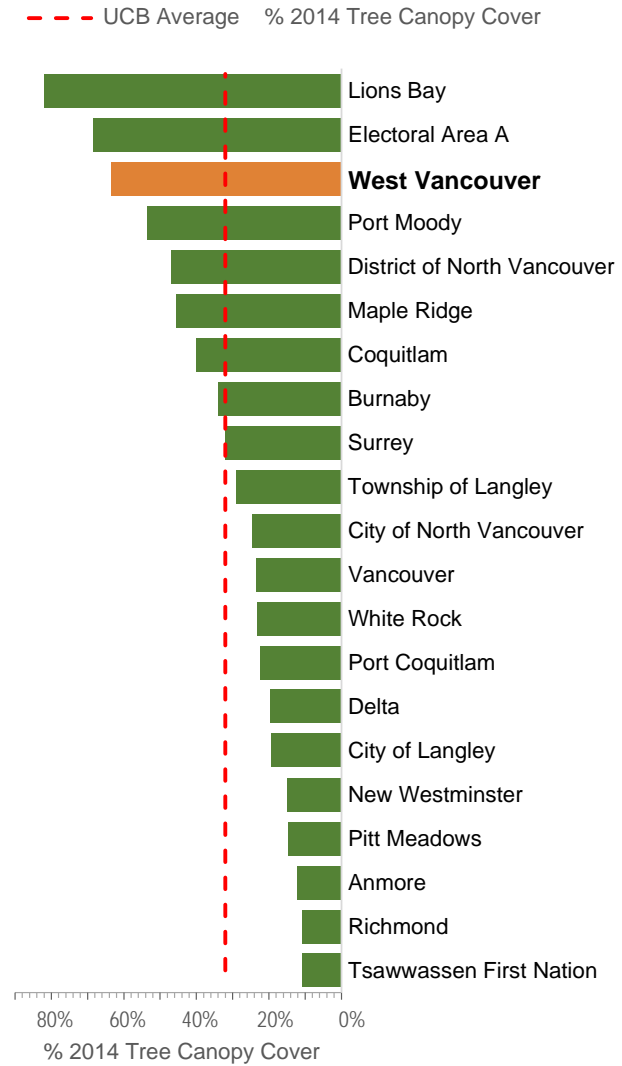 UCB Average % 2014 Tree Canopy Cover
Lions Bay
Electoral Area A
West Vancouver
Port Moody
District of North Vancouver
Maple Ridge
Coquitlam
Burnaby
Surrey
Township of Langley
City of North Vancouver
Vancouver
White Rock
Port Coquitlam
Delta
City of Langley
New Westminster
Pitt Meadows
Anmore
Richmond
Tsawwassen First Nation
80% 60% 40% 20% 0%
% 2014 Tree Canopy Cover